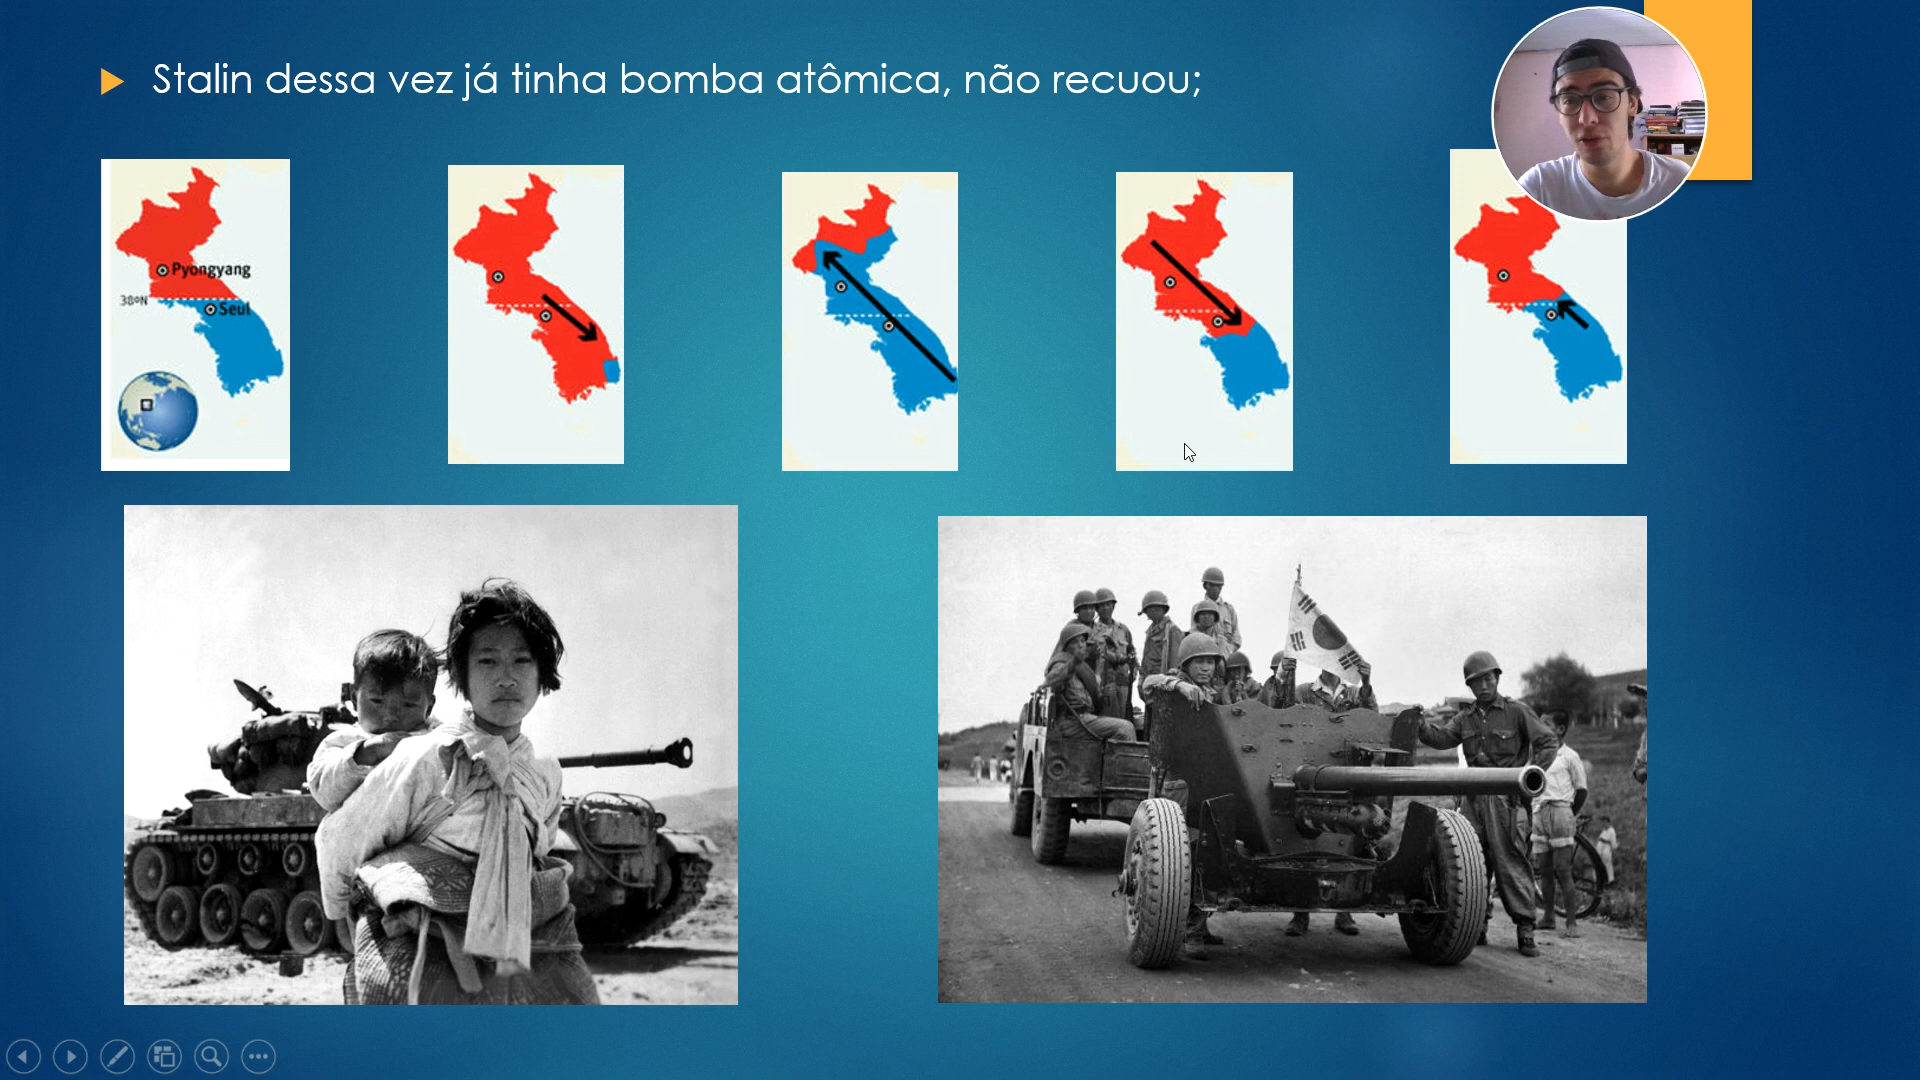 Stalin dessa vez já tinha bomba atômica, não recuou;
Pyongyang
38ºN
Seul